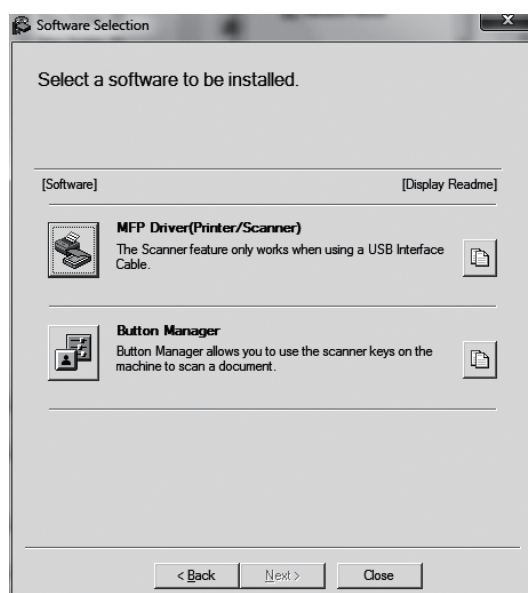 Software Selection
Select a software to be installed.
[Software] [Display Readme]
MFP Driver(Printer/Scanner)
The Scanner feature only works when using a USB Interface
Cable.
Button Manager
Button Manager allows you to use the scanner keys on the
machine to scan a document.
< Back Next > Close